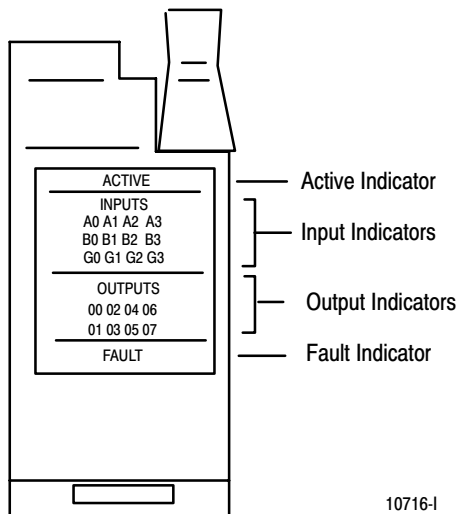 ACTIVE
INPUTS
A0 A1 A2 A3
B0 B1 B2 B3
G0 G1 G2 G3
OUTPUTS
00 02 04 06
01 03 05 07
FAULT
Active Indicator
Input Indicators
Output Indicators
Fault Indicator
10716-I